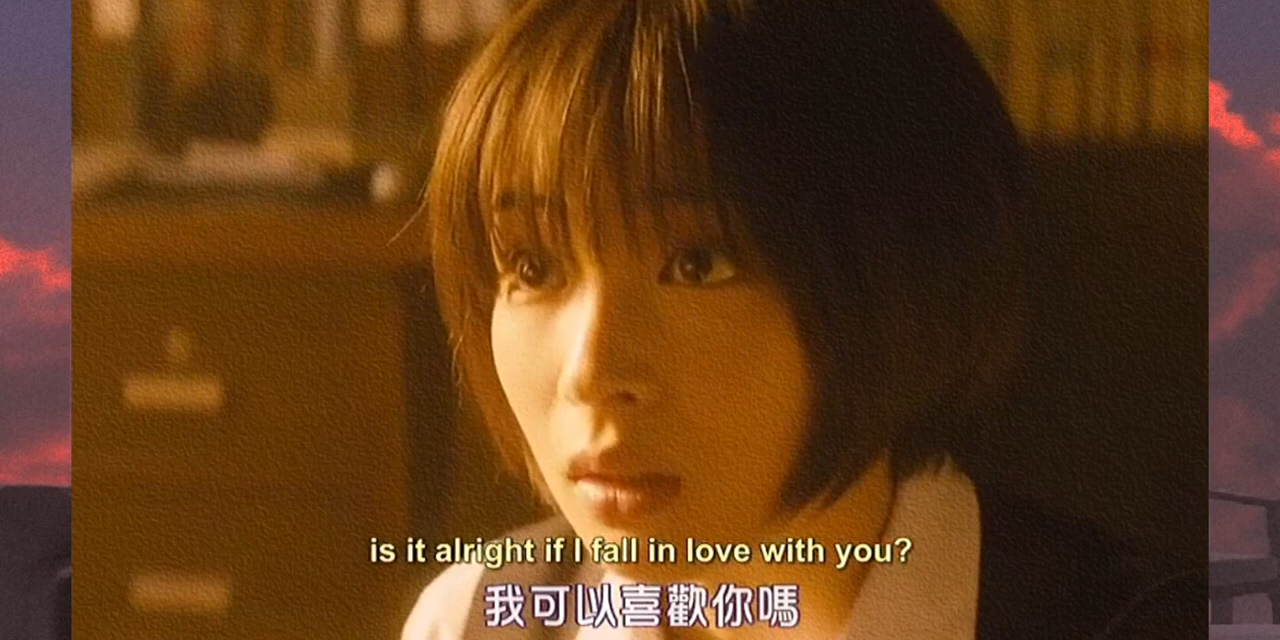 is it alright if I fall in love with you?
我可以喜歡你嗎